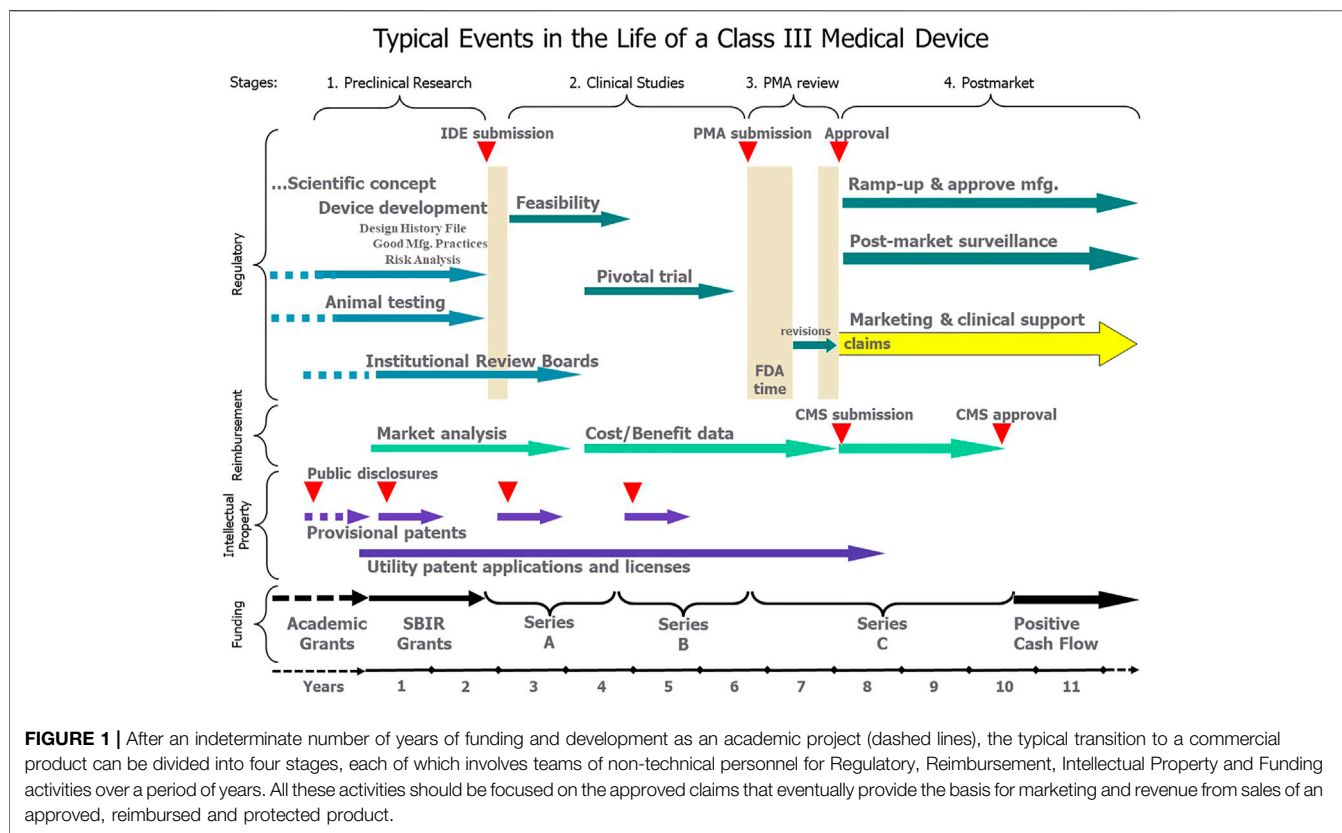 Typical Events in the Life of a Class III Medical Device
Stages:
1. Preclinical Research
2. Clinical Studies
3. PMA review
4. Postmarket
IDE submission
PMA submission
Approval
Regulatory
...Scientific concept
Device development
Design History File
Good Mfg. Practices
Risk Analysis
Animal testing
Institutional Review Boards
Feasibility
Pivotal trial
revisions
FDA
time
Ramp-up & approve mfg.
Post-market surveillance
Marketing & clinical support
claims
Reimbursement
CMS submission
CMS approval
Market analysis
Cost/Benefit data
Intellectual
Property
Public disclosures
Provisional patents
Utility patent applications and licenses
Funding
Academic
Grants
SBIR
Grants
Series
A
Series
B
Series
C
Positive
Cash Flow
Years 1 2 3 4 5 6 7 8 9 10 11
FIGURE 1 | After an indeterminate number of years of funding and development as an academic project (dashed lines), the typical transition to a commercial
product can be divided into four stages, each of which involves teams of non-technical personnel for Regulatory, Reimbursement, Intellectual Property and Funding
activities over a period of years. All these activities should be focused on the approved claims that eventually provide the basis for marketing and revenue from sales of an
approved, reimbursed and protected product.